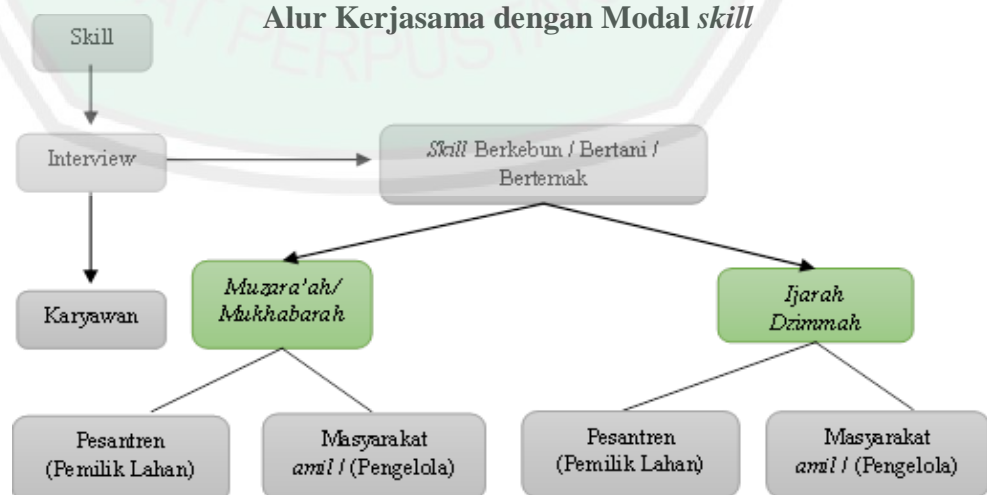 Alur Kerjasama dengan Modal skill
Skill
Interview
Skill Berkebun / Bertani /
Berternak
Karyawan
Muzara'ah/
Mukhabarah
Ijarah
Dzimmah
Pesantren
(Pemilik Lahan)
Masyarakat
amil / (Pengelola)
Pesantren
(Pemilik Lahan)
Masyarakat
amil / (Pengelola)